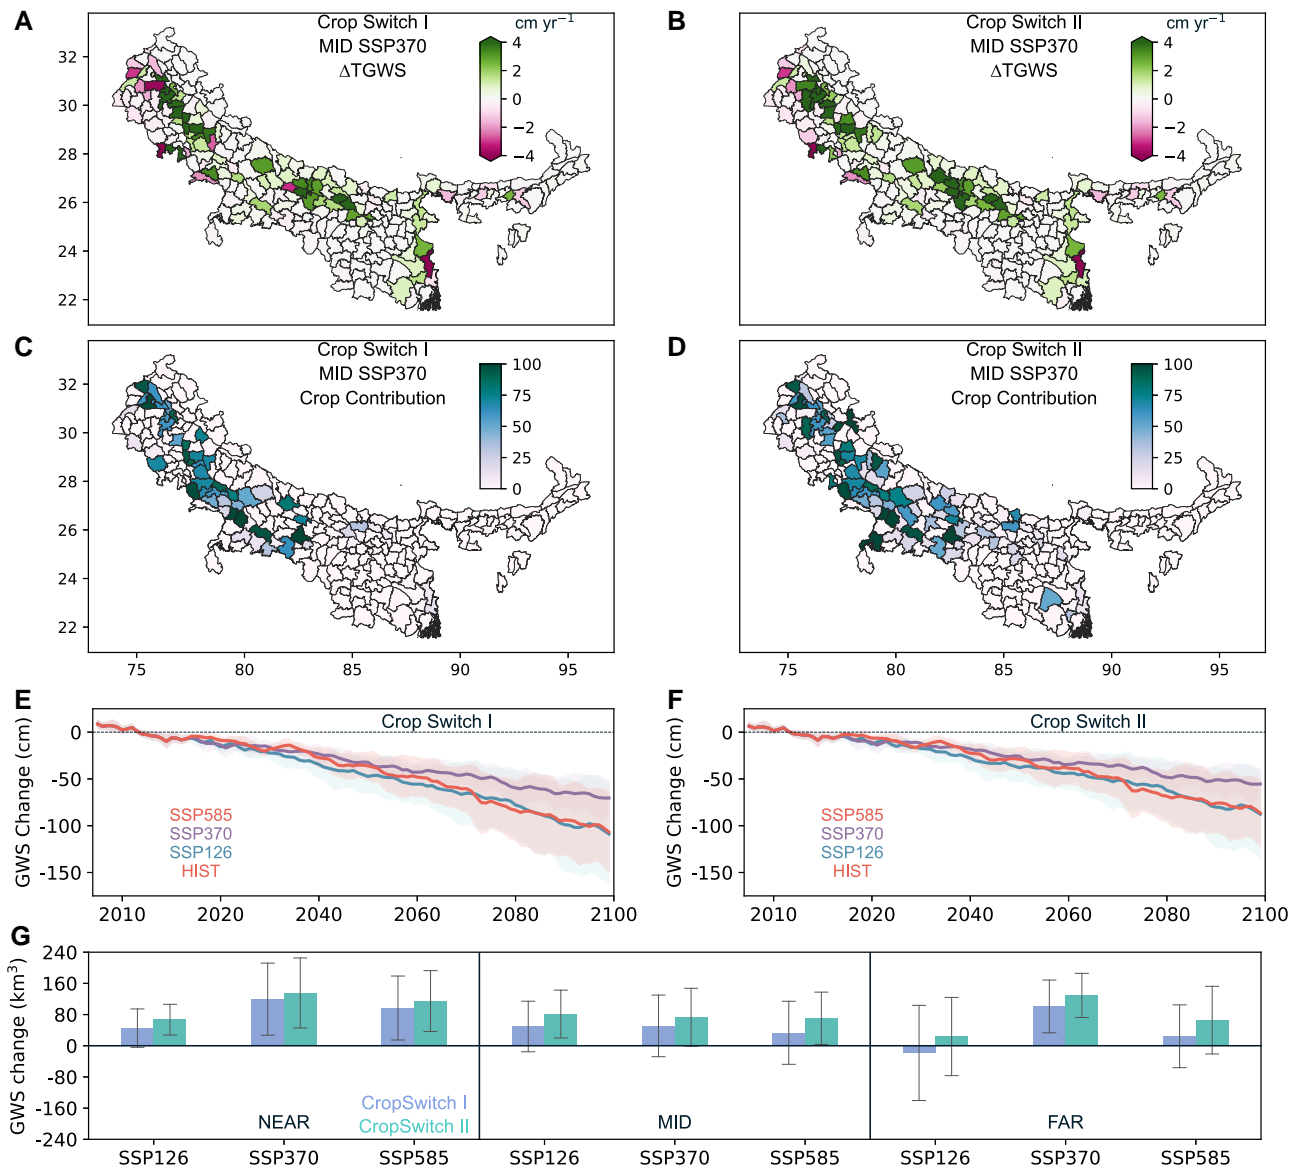 A
Crop Switch I
MID SSP370
ΔTGWS
cm yr⁻¹
4
2
0
−2
−4
32
30
28
26
24
22
B
Crop Switch II
MID SSP370
ΔTGWS
cm yr⁻¹
4
2
0
−2
−4
C
Crop Switch I
MID SSP370
Crop Contribution
100
75
50
25
0
32
30
28
26
24
22
75 80 85 90 95
D
Crop Switch II
MID SSP370
Crop Contribution
100
75
50
25
0
75 80 85 90 95
E
Crop Switch I
GWS Change (cm)
0
-50
-100
-150
SSP585
SSP370
SSP126
HIST
2010 2020 2040 2060 2080 2100
F
Crop Switch II
GWS Change (cm)
0
-50
-100
-150
SSP585
SSP370
SSP126
HIST
2010 2020 2040 2060 2080 2100
G
GWS change (km³)
240
160
80
0
-80
-160
-240
CropSwitch I
CropSwitch II
NEAR MID FAR
SSP126 SSP370 SSP585 SSP126 SSP370 SSP585 SSP126 SSP370 SSP585